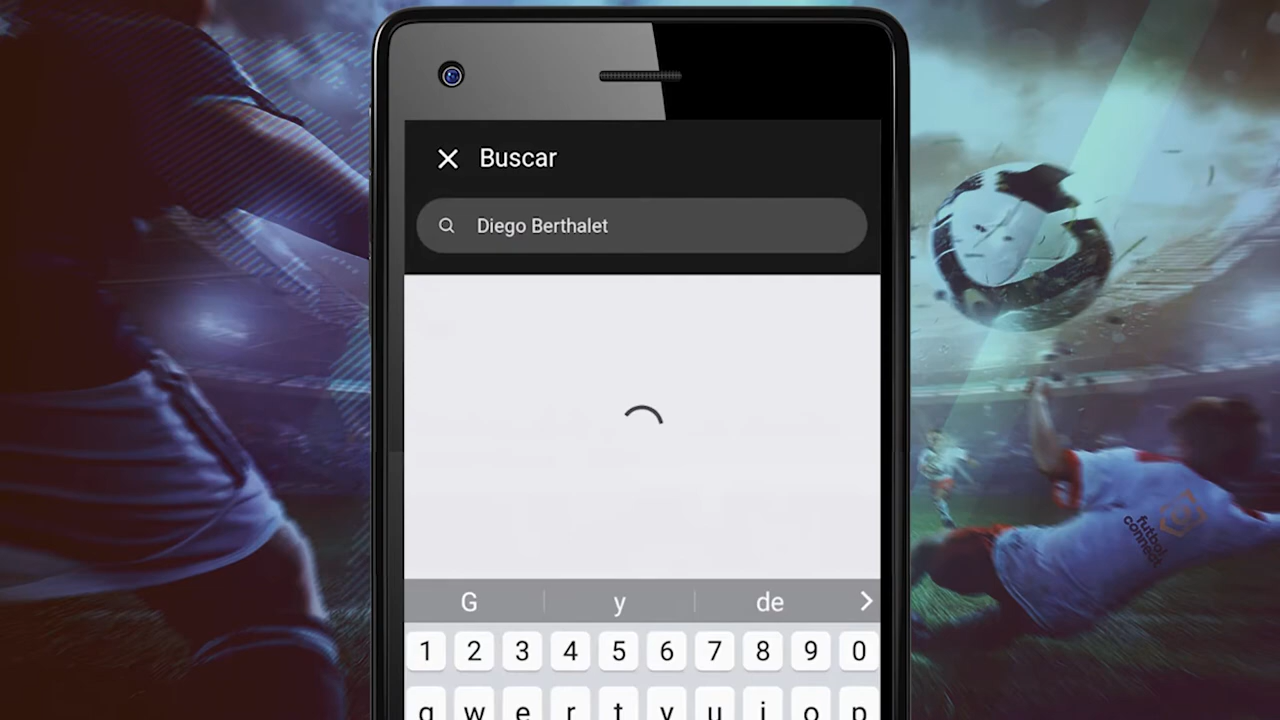 Buscar
Diego Berthalet
G y de
1 2 3 4 5 6 7 8 9 0
q w e r t y u i o p
futbol
connect